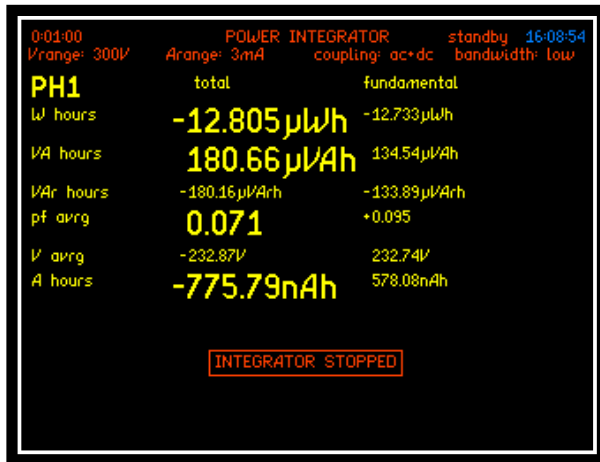 0:01:00 POWER INTEGRATOR standby 16:08:54
Vrange: 300V Arange: 3mA coupling: ac+dc bandwidth: low
PH1 total fundamental
W hours -12.805µWh -12.733µWh
VA hours 180.66µVAh 134.54µVAh
VAr hours -180.16µVArh -133.89µVArh
pf avrg 0.071 +0.095
V avrg -232.87V 232.74V
A hours -775.79nAh 578.08nAh
INTEGRATOR STOPPED